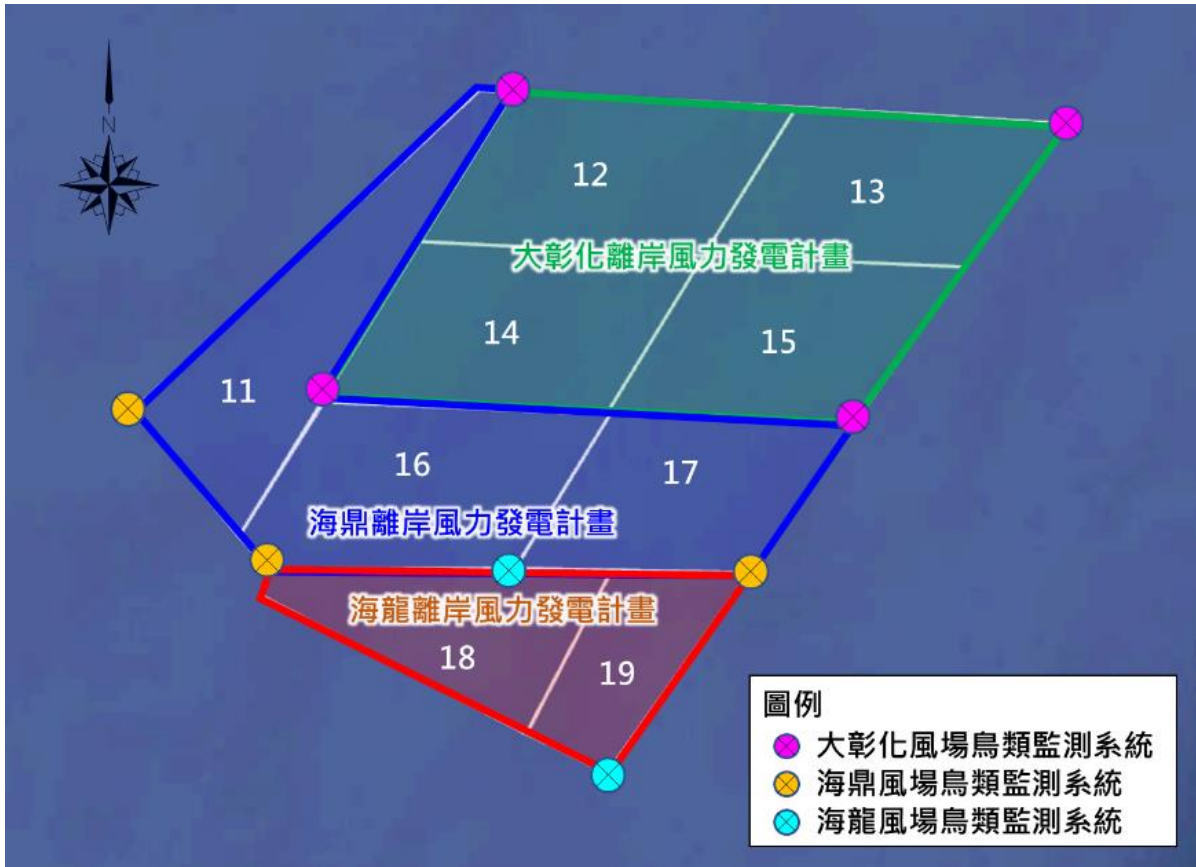 N
12
13
大彰化離岸風力發電計畫
14
15
11
16
17
海鼎離岸風力發電計畫
海龍離岸風力發電計畫
18
19
圖例
大彰化風場鳥類監測系統
海鼎風場鳥類監測系統
海龍風場鳥類監測系統